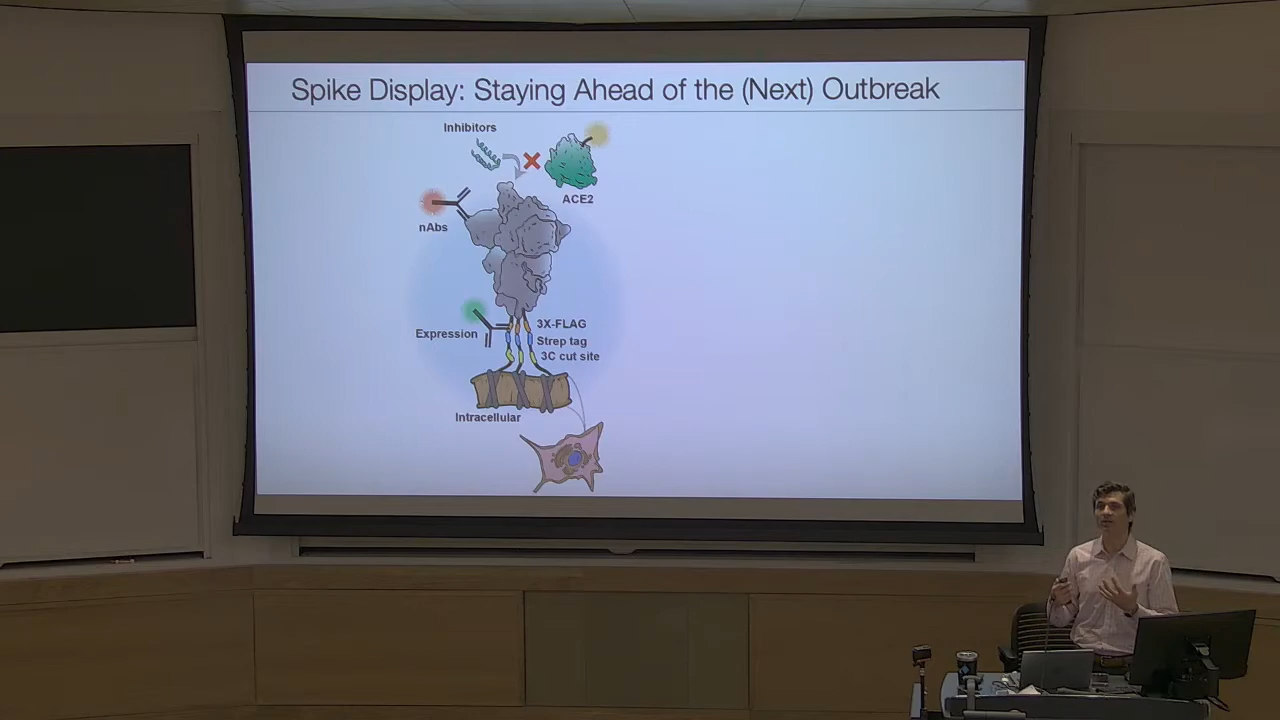 Spike Display: Staying Ahead of the (Next) Outbreak
Inhibitors
ACE2
nAbs
Expression
3X-FLAG
Strep tag
3C cut site
Intracellular